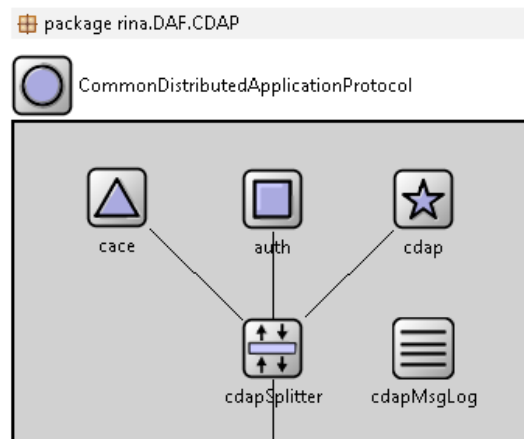 package rina.DAF.CDAP
CommonDistributedApplicationProtocol
cace auth cdap
cdapSplitter cdapMsgLog